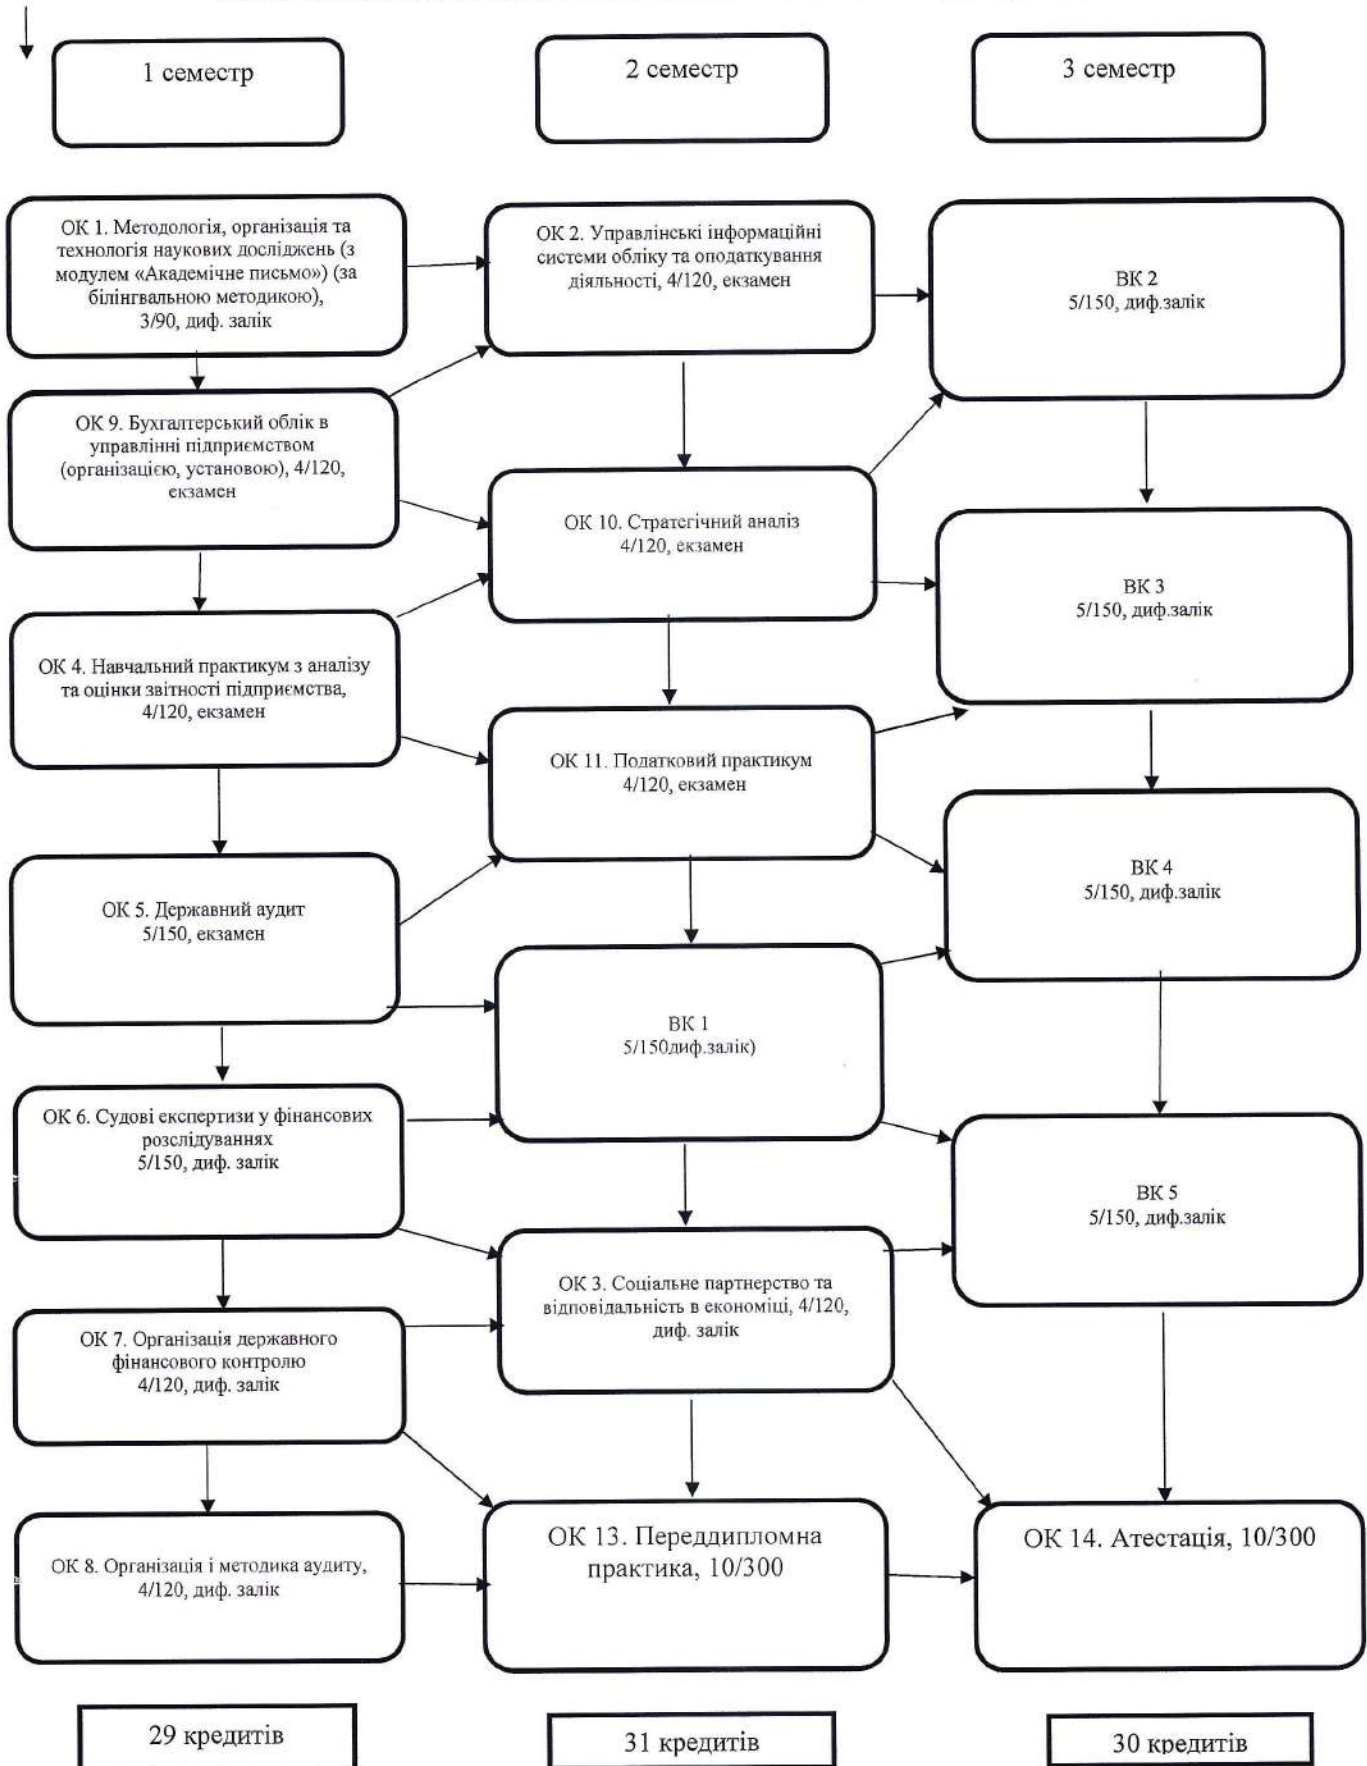 1 семестр
2 семестр
3 семестр
ОК 1. Методологія, організація та
технологія наукових досліджень (з
модулем «Академічне письмо») (за
білінгвальною методикою),
3/90, диф. залік
ОК 2. Управлінські інформаційні
системи обліку та оподаткування
діяльності, 4/120, екзамен
ВК 2
5/150, диф.залік
ОК 9. Бухгалтерський облік в
управлінні підприємством
(організацією, установою), 4/120,
екзамен
ОК 10. Стратегічний аналіз
4/120, екзамен
ВК 3
5/150, диф.залік
ОК 4. Навчальний практикум з аналізу
та оцінки звітності підприємства,
4/120, екзамен
ОК 11. Податковий практикум
4/120, екзамен
ВК 4
5/150, диф.залік
ОК 5. Державний аудит
5/150, екзамен
ВК 1
5/150диф.залік)
ОК 6. Судові експертизи у фінансових
розслідуваннях
5/150, диф. залік
ВК 5
5/150, диф.залік
ОК 3. Соціальне партнерство та
відповідальність в економіці, 4/120,
диф. залік
ОК 7. Організація державного
фінансового контролю
4/120, диф. залік
ОК 8. Організація і методика аудиту,
4/120, диф. залік
ОК 13. Переддипломна
практика, 10/300
ОК 14. Атестація, 10/300
29 кредитів
31 кредитів
30 кредитів